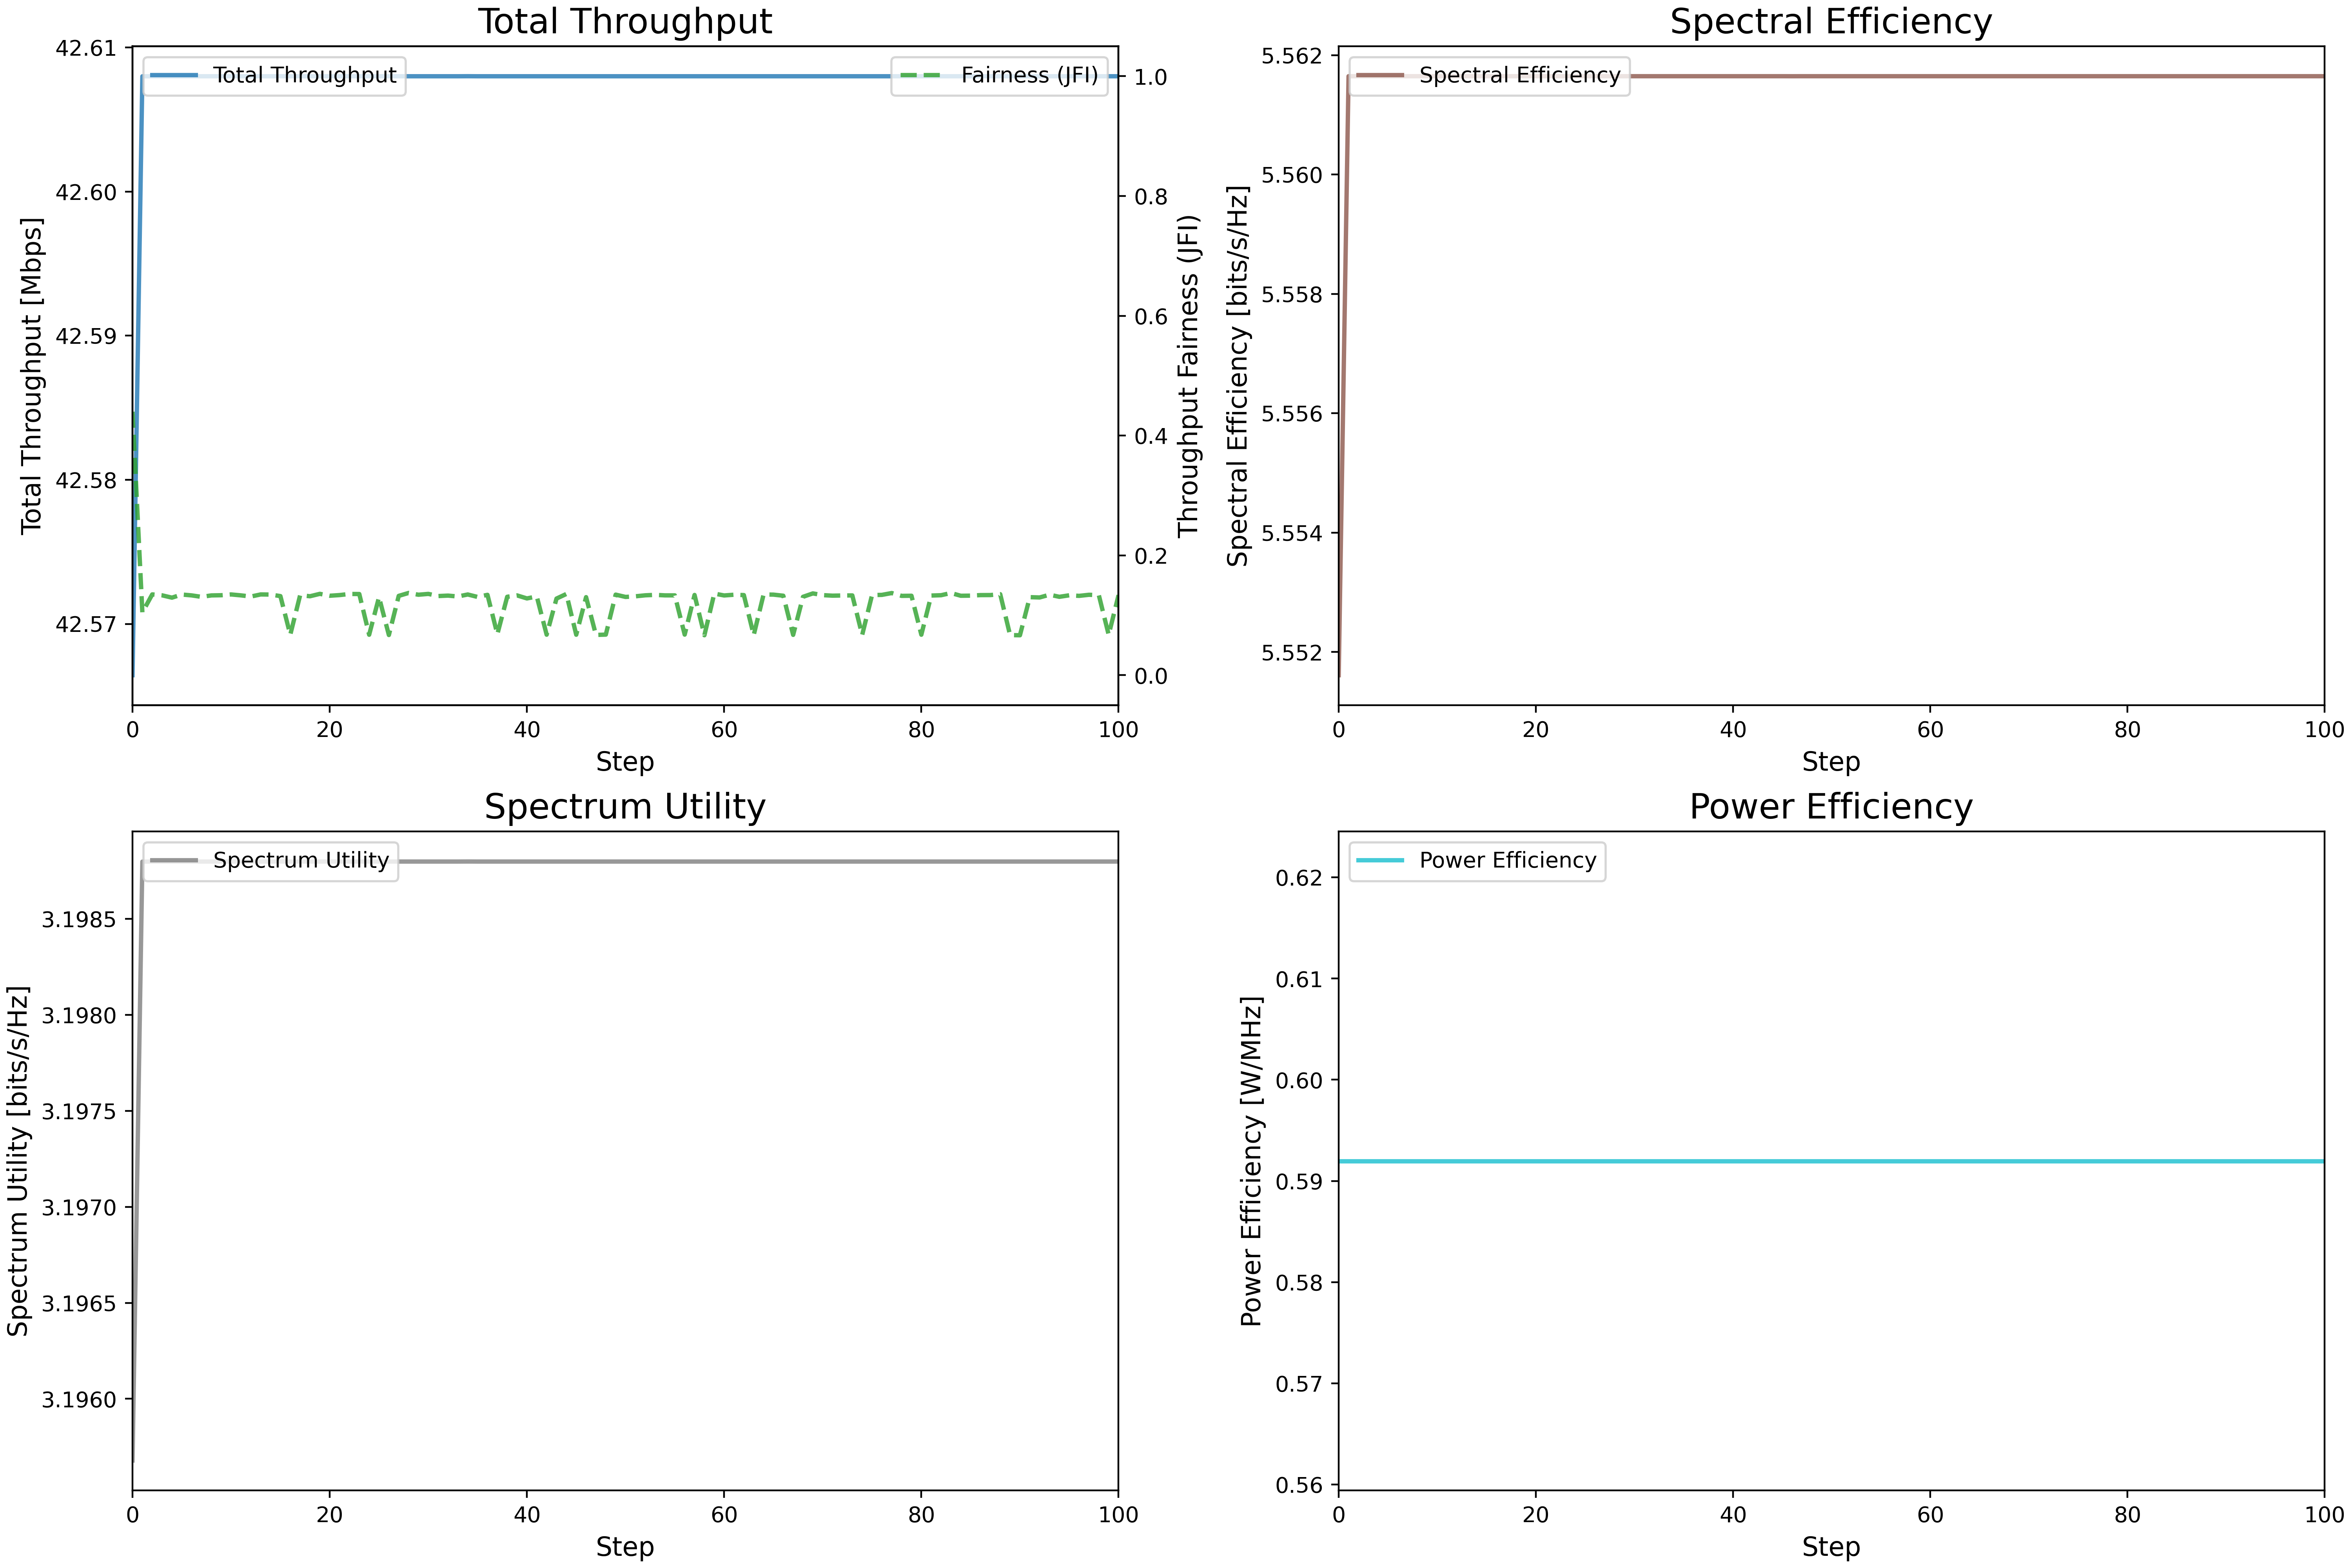 Total Throughput
42.61
42.60
42.59
42.58
42.57
Total Throughput [Mbps]
Total Throughput
Fairness (JFI)
1.0
0.8
0.6
0.4
0.2
0.0
Throughput Fairness (JFI)
0 20 40 60 80 100
Step
Spectral Efficiency
5.562
5.560
5.558
5.556
5.554
5.552
Spectral Efficiency [bits/s/Hz]
Spectral Efficiency
0 20 40 60 80 100
Step
Spectrum Utility
3.1985
3.1980
3.1975
3.1970
3.1965
3.1960
Spectrum Utility [bits/s/Hz]
Spectrum Utility
0 20 40 60 80 100
Step
Power Efficiency
0.62
0.61
0.60
0.59
0.58
0.57
0.56
Power Efficiency [W/MHz]
Power Efficiency
0 20 40 60 80 100
Step